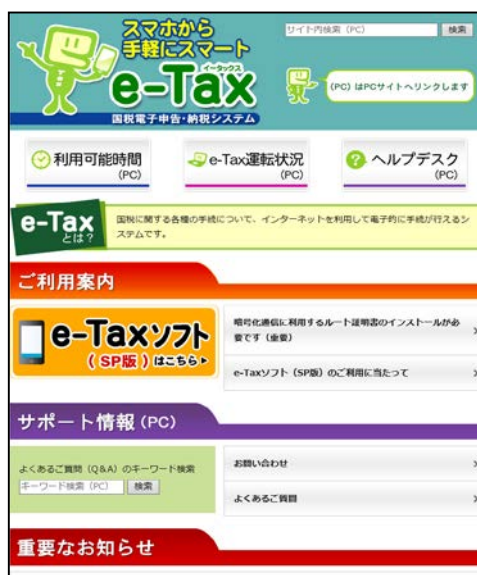 スマホから
手軽にスマート
イータックス
e-Tax
国税電子申告・納税システム
サイト内検索（PC） 検索
(PC) はPCサイトへリンクします
利用可能時間
(PC)
e-Tax運転状況
(PC)
ヘルプデスク
(PC)
e-Tax
とは？
国税に関する各種の手続について、インターネットを利用して電子的に手続が行えるシ
ステムです。
ご利用案内
e-Taxソフト
（SP版）はこちら
暗号化通信に利用するルート証明書のインストールが必
要です（重要）
e-Taxソフト（SP版）のご利用に当たって
サポート情報 (PC)
よくあるご質問（Q&A）のキーワード検索
キーワード検索（PC） 検索
お問い合わせ
よくあるご質問
重要なお知らせ